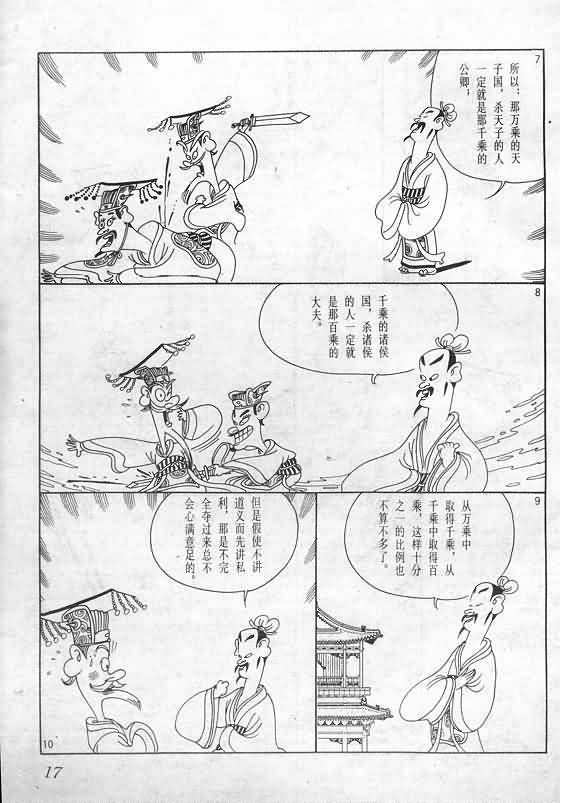 7
所以：那万乘的天
子国，杀天子的人
一定就是那千乘的
公卿；
8
千乘的诸侯
国，杀诸侯
的人一定就
是那百乘的
大夫。
9
从万乘中
取得千乘，从
千乘中取得百
乘，这样十分
之一的比例也
不算不多了。
但是假使不讲
道义而先讲私
利，那是不完
全夺过来总不
会心满意足的。
10
17